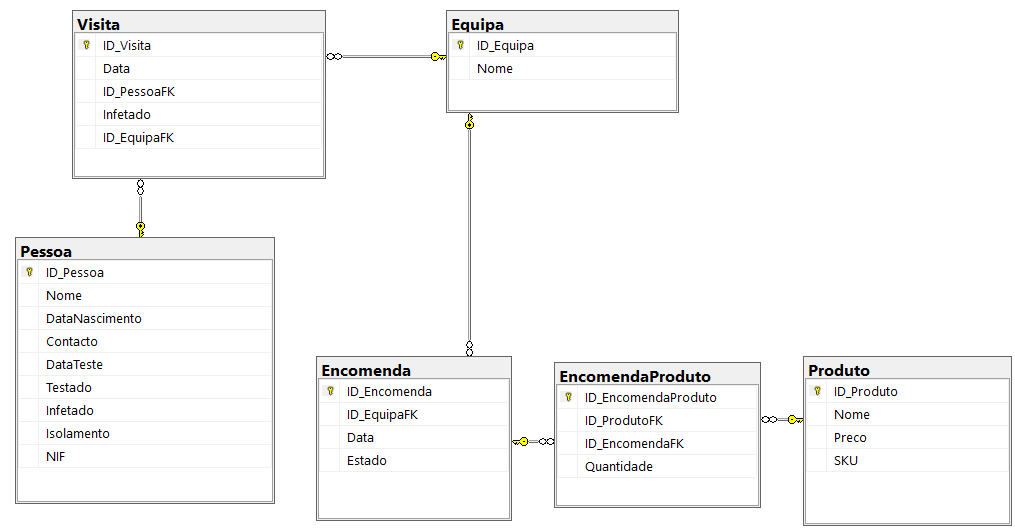 Visita
ID_Visita
Data
ID_PessoaFK
Infetado
ID_EquipaFK
Equipa
ID_Equipa
Nome
Pessoa
ID_Pessoa
Nome
DataNascimento
Contacto
DataTeste
Testado
Infetado
Isolamento
NIF
Encomenda
ID_Encomenda
ID_EquipaFK
Data
Estado
EncomendaProduto
ID_EncomendaProduto
ID_ProdutoFK
ID_EncomendaFK
Quantidade
Produto
ID_Produto
Nome
Preco
SKU